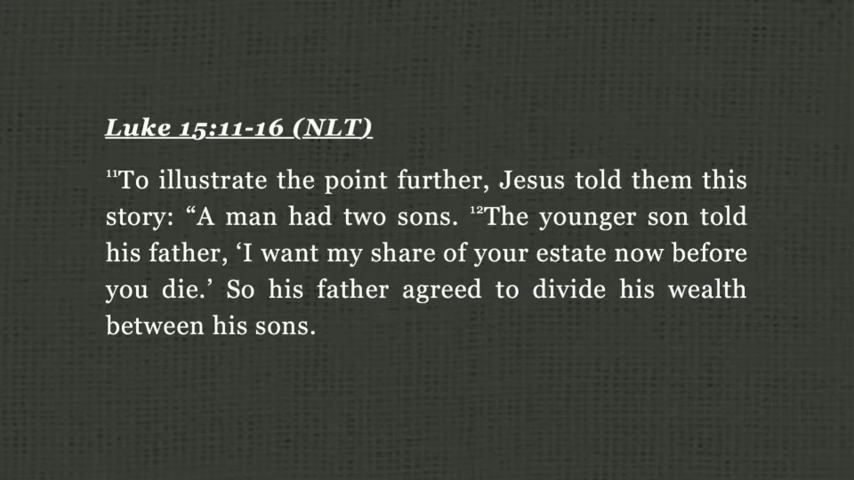 Luke 15:11-16 (NLT)
¹¹To illustrate the point further, Jesus told them this
story: “A man had two sons. ¹²The younger son told
his father, ‘I want my share of your estate now before
you die.’ So his father agreed to divide his wealth
between his sons.